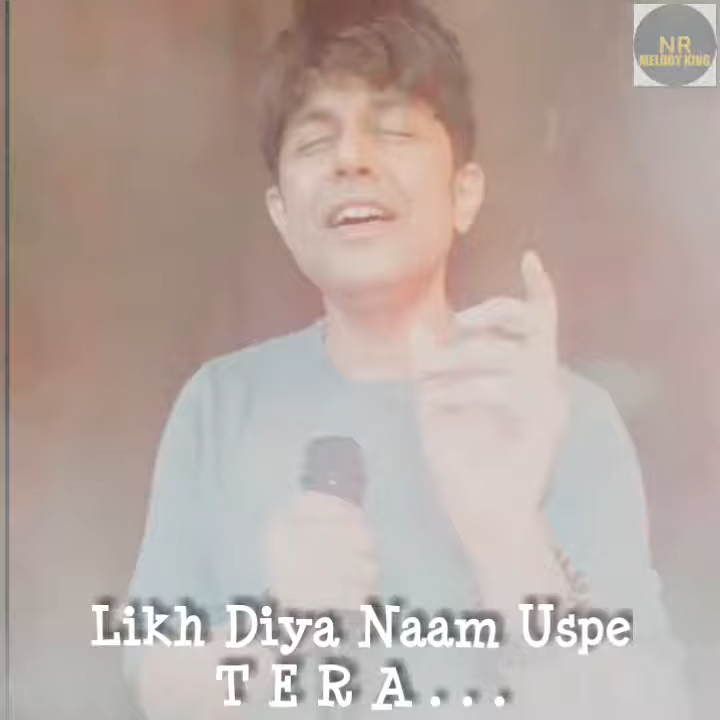 NR
MELODY KING
Likh Diya Naam Uspe
T E R A . . .